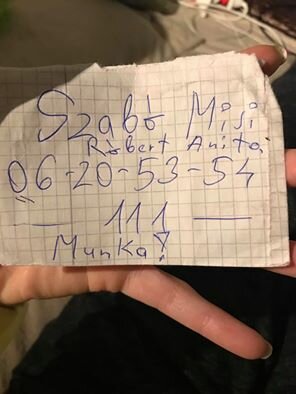 Szabó Misi
Róbert Anita
06-20-53-54
— 111 —
Munka!